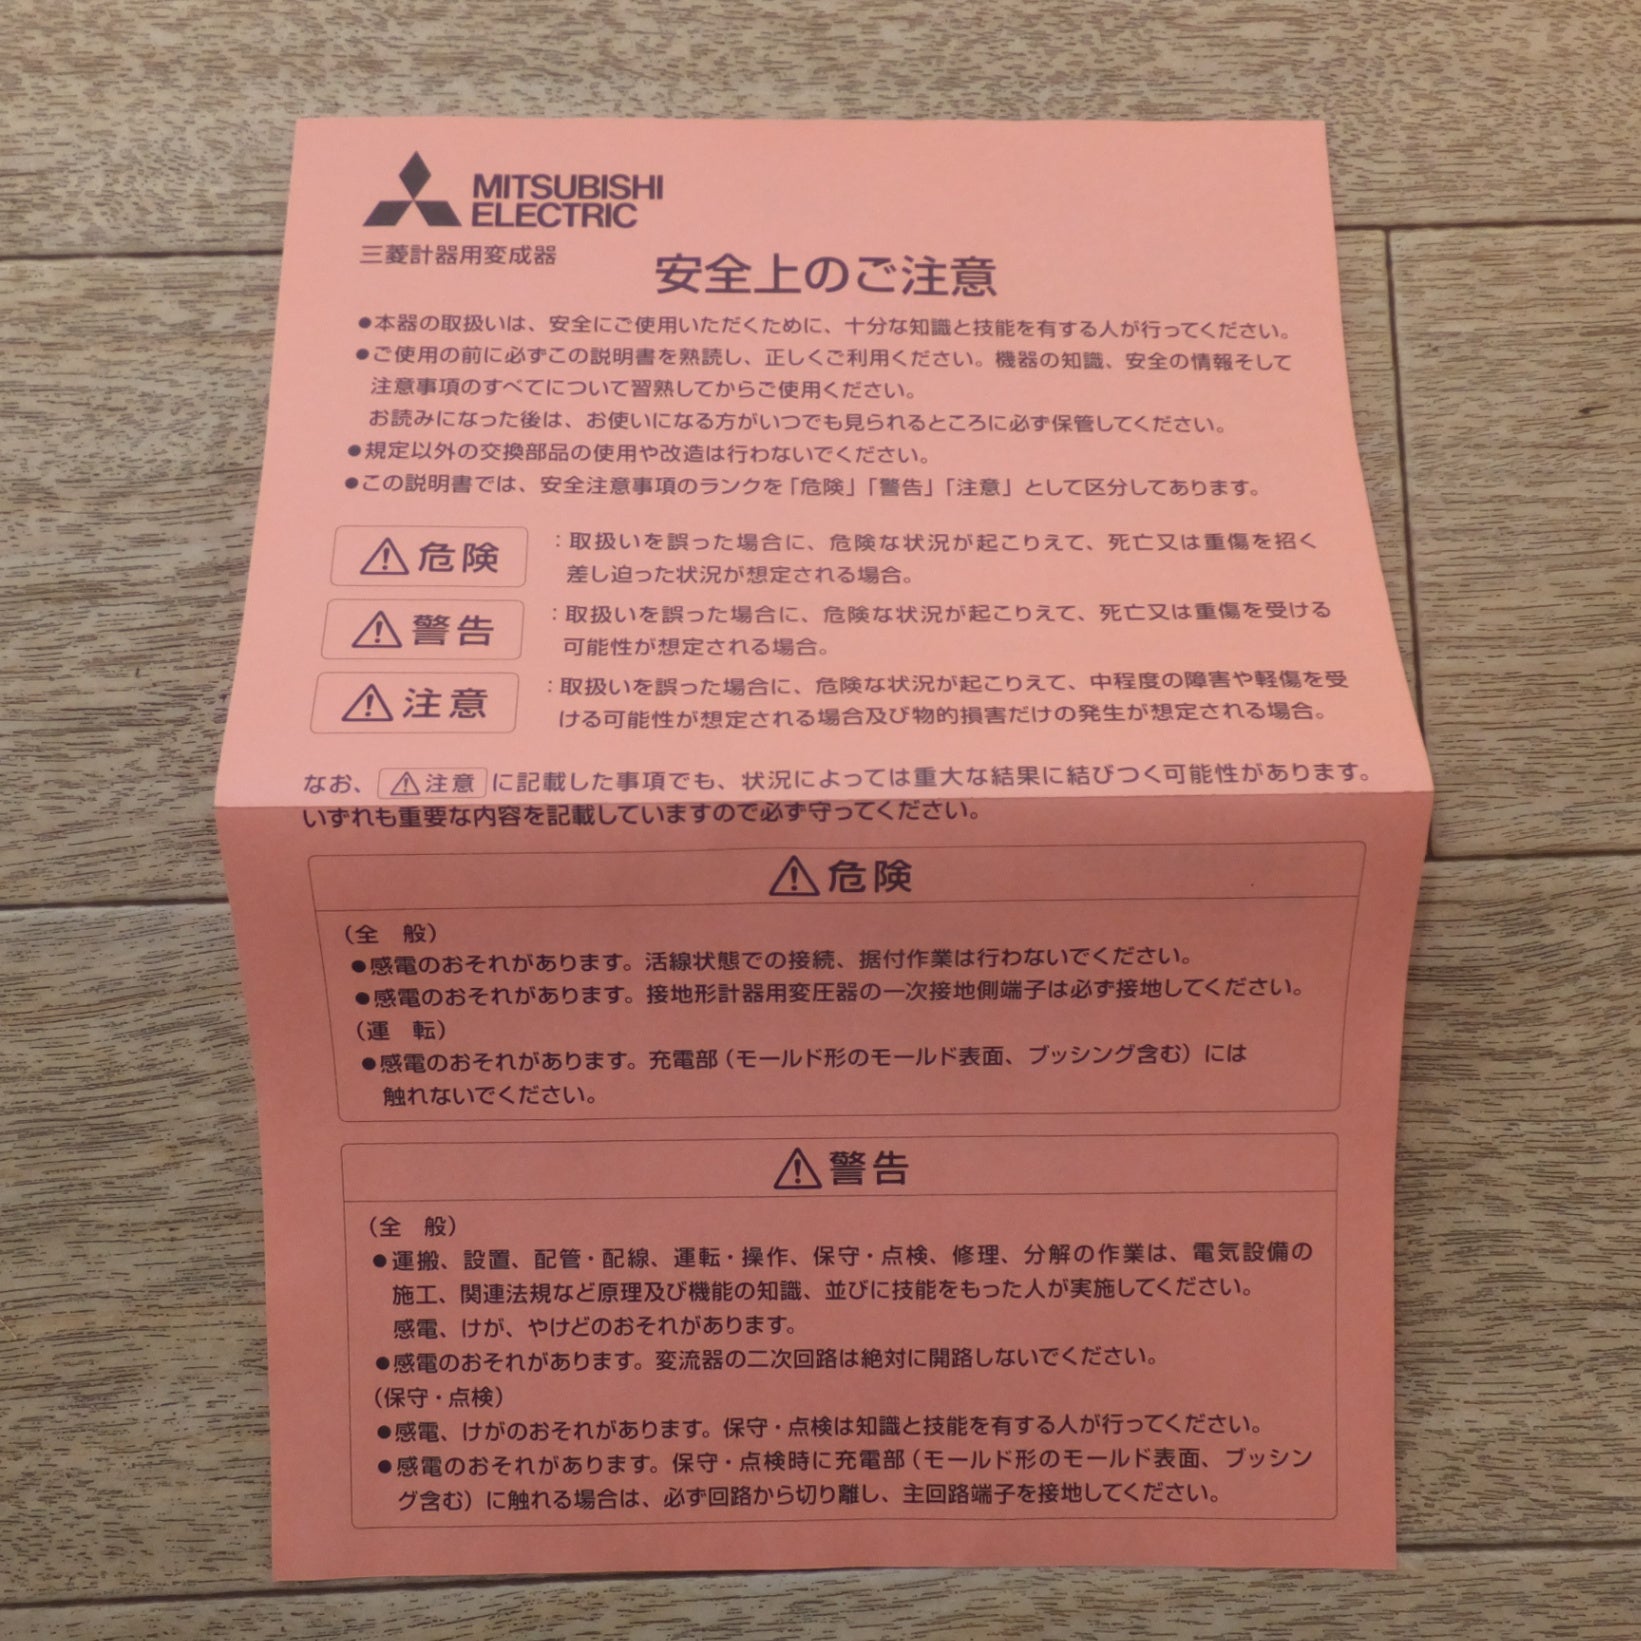 MITSUBISHI
ELECTRIC
三菱計器用変成器
安全上のご注意
●本器の取扱いは、安全にご使用いただくために、十分な知識と技能を有する人が行ってください。
●ご使用の前に必ずこの説明書を熟読し、正しくご利用ください。機器の知識、安全の情報そして
注意事項のすべてについて習熟してからご使用ください。
お読みになった後は、お使いになる方がいつでも見られるところに必ず保管してください。
●規定以外の交換部品の使用や改造は行わないでください。
●この説明書では、安全注意事項のランクを「危険」「警告」「注意」として区分してあります。
⚠危険 ：取扱いを誤った場合に、危険な状況が起こりえて、死亡又は重傷を招く
差し迫った状況が想定される場合。
⚠警告 ：取扱いを誤った場合に、危険な状況が起こりえて、死亡又は重傷を受ける
可能性が想定される場合。
⚠注意 ：取扱いを誤った場合に、危険な状況が起こりえて、中程度の障害や軽傷を受
ける可能性が想定される場合及び物的損害だけの発生が想定される場合。
なお、⚠注意に記載した事項でも、状況によっては重大な結果に結びつく可能性があります。
いずれも重要な内容を記載していますので必ず守ってください。
⚠危険
（全　般）
●感電のおそれがあります。活線状態での接続、据付作業は行わないでください。
●感電のおそれがあります。接地形計器用変圧器の一次接地側端子は必ず接地してください。
（運　転）
●感電のおそれがあります。充電部（モールド形のモールド表面、ブッシング含む）には
触れないでください。
⚠警告
（全　般）
●運搬、設置、配管・配線、運転・操作、保守・点検、修理、分解の作業は、電気設備の
施工、関連法規など原理及び機能の知識、並びに技能をもった人が実施してください。
感電、けが、やけどのおそれがあります。
●感電のおそれがあります。変流器の二次回路は絶対に開路しないでください。
（保守・点検）
●感電、けがのおそれがあります。保守・点検は知識と技能を有する人が行ってください。
●感電のおそれがあります。保守・点検時に充電部（モールド形のモールド表面、ブッシン
グ含む）に触れる場合は、必ず回路から切り離し、主回路端子を接地してください。